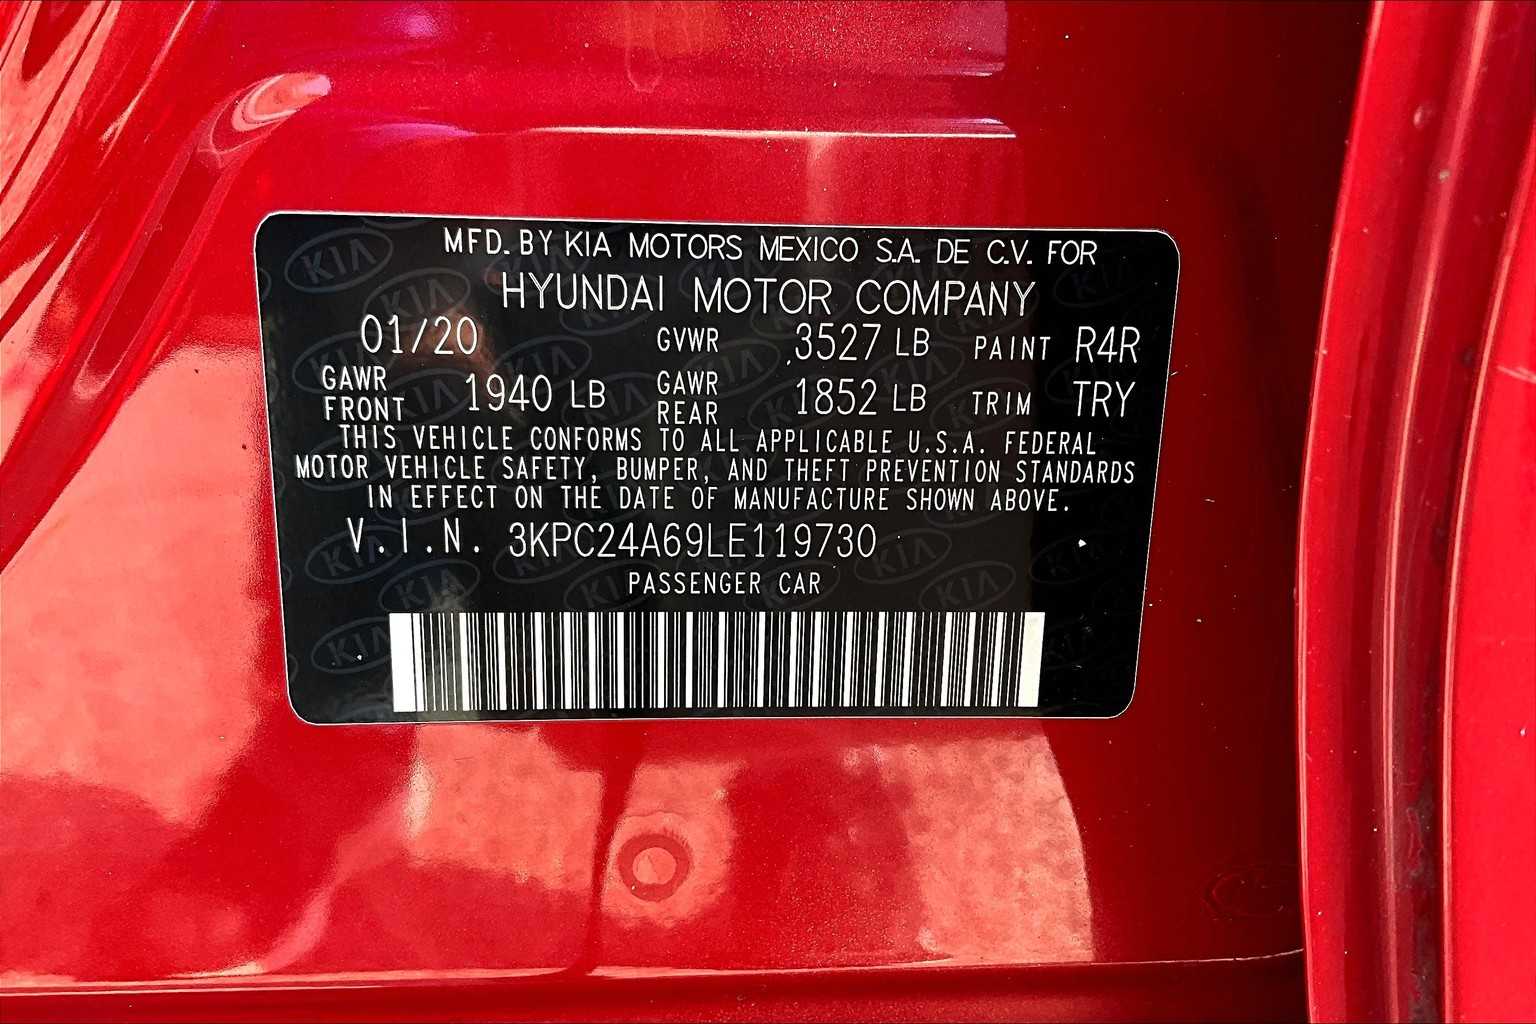 MFD. BY KIA MOTORS MEXICO S.A. DE C.V. FOR
HYUNDAI MOTOR COMPANY
01/20 GVWR 3527 LB PAINT R4R
GAWR FRONT 1940 LB GAWR REAR 1852 LB TRIM TRY
THIS VEHICLE CONFORMS TO ALL APPLICABLE U.S.A. FEDERAL
MOTOR VEHICLE SAFETY, BUMPER, AND THEFT PREVENTION STANDARDS
IN EFFECT ON THE DATE OF MANUFACTURE SHOWN ABOVE.
V.I.N. 3KPC24A69LE119730
PASSENGER CAR